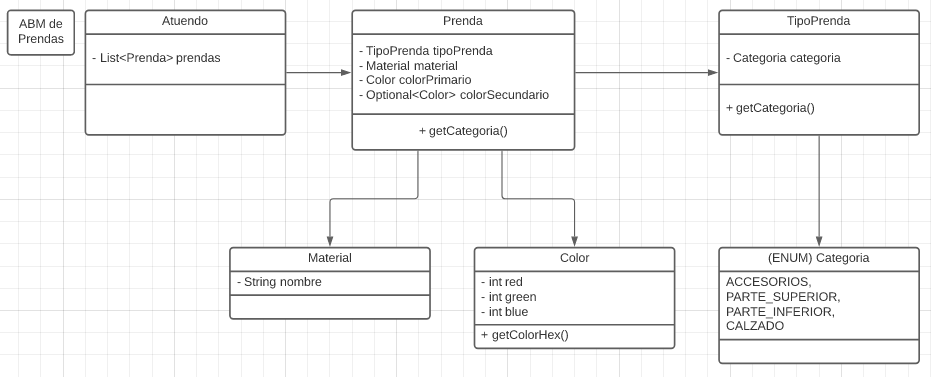 ABM de
Prendas
Atuendo
- List<Prenda> prendas
Prenda
- TipoPrenda tipoPrenda
- Material material
- Color colorPrimario
- Optional<Color> colorSecundario
+ getCategoria()
TipoPrenda
- Categoria categoria
+ getCategoria()
Material
- String nombre
Color
- int red
- int green
- int blue
+ getColorHex()
(ENUM) Categoria
ACCESORIOS,
PARTE_SUPERIOR,
PARTE_INFERIOR,
CALZADO